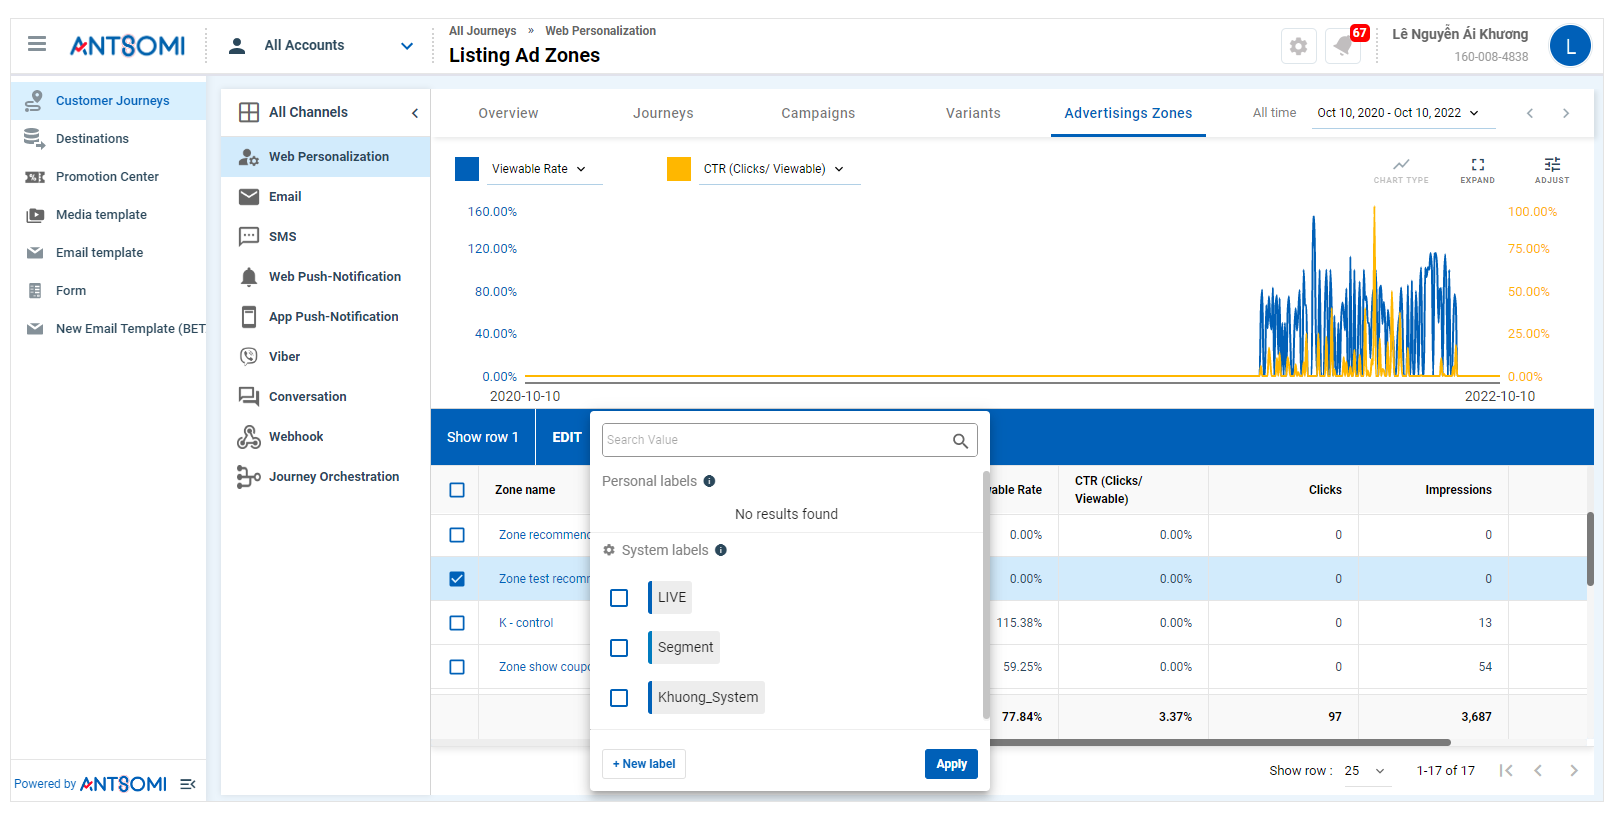 ANTSOMI
All Accounts
All Journeys » Web Personalization
Listing Ad Zones
67
Lê Nguyễn Ái Khương
160-008-4838
L
Customer Journeys
Destinations
Promotion Center
Media template
Email template
Form
New Email Template (BET
Powered by ANTSOMI
All Channels
Web Personalization
Email
SMS
Web Push-Notification
App Push-Notification
Viber
Conversation
Webhook
Journey Orchestration
Overview
Journeys
Campaigns
Variants
Advertisings Zones
All time
Oct 10, 2020 - Oct 10, 2022
Viewable Rate
CTR (Clicks/ Viewable)
CHART TYPE
EXPAND
ADJUST
160.00%
120.00%
80.00%
40.00%
0.00%
100.00%
75.00%
50.00%
25.00%
0.00%
2020-10-10
2022-10-10
Show row 1
EDIT
Search Value
Personal labels
No results found
System labels
LIVE
Segment
Khuong_System
+ New label
Apply
Zone name
able Rate
CTR (Clicks/
Viewable)
Clicks
Impressions
Zone recommen
0.00%
0.00%
0
0
Zone test recom
0.00%
0.00%
0
0
K - control
115.38%
0.00%
0
13
Zone show coup
59.25%
0.00%
0
54
77.84%
3.37%
97
3,687
Show row :
25
1-17 of 17